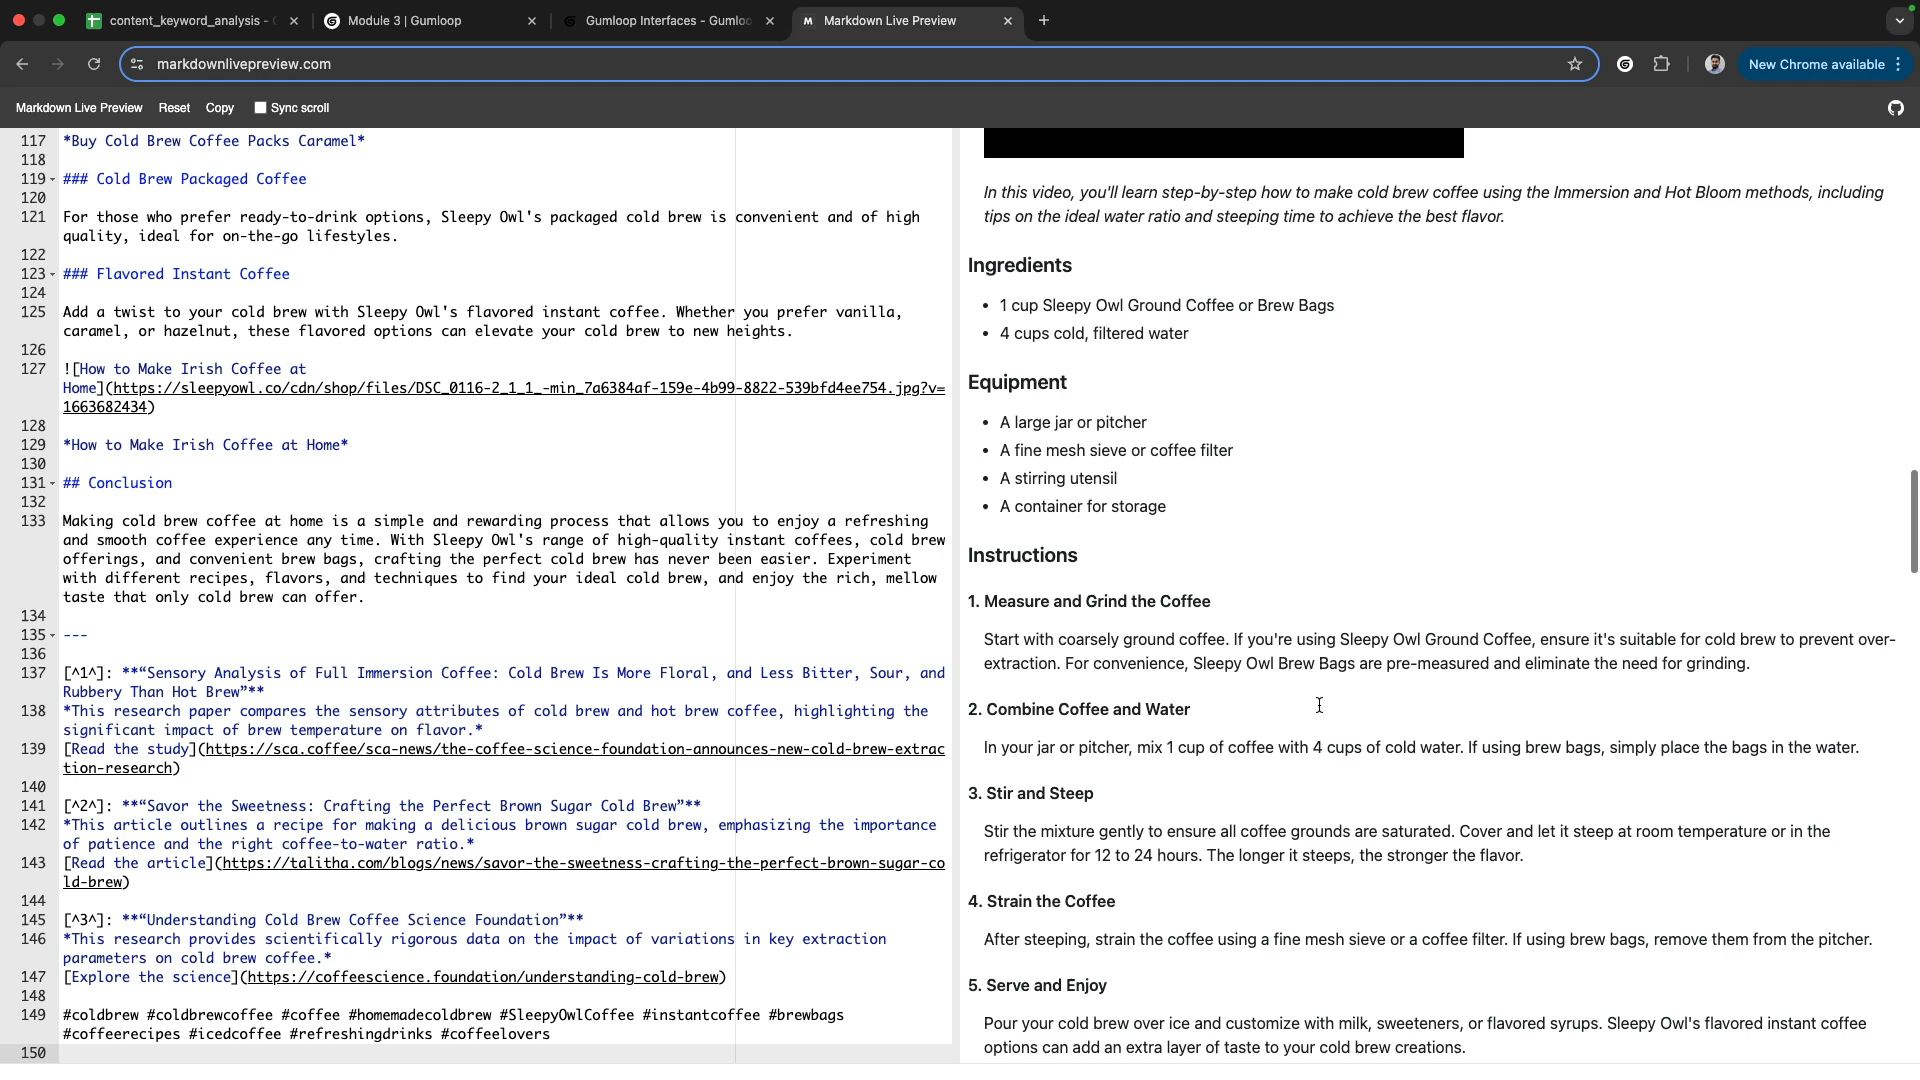 content_keyword_analysis -
Module 3 | Gumloop
Gumloop Interfaces - Gumloo
Markdown Live Preview
markdownlivepreview.com
New Chrome available
Markdown Live Preview Reset Copy Sync scroll
117 *Buy Cold Brew Coffee Packs Caramel*
118
119 ### Cold Brew Packaged Coffee
120
121 For those who prefer ready-to-drink options, Sleepy Owl's packaged cold brew is convenient and of high
quality, ideal for on-the-go lifestyles.
122
123 ### Flavored Instant Coffee
124
125 Add a twist to your cold brew with Sleepy Owl's flavored instant coffee. Whether you prefer vanilla,
caramel, or hazelnut, these flavored options can elevate your cold brew to new heights.
126
127 ![How to Make Irish Coffee at
Home](https://sleepyowl.co/cdn/shop/files/DSC_0116-2_1_1_-min_7a6384af-159e-4b99-8822-539bfd4ee754.jpg?v=
1663682434)
128
129 *How to Make Irish Coffee at Home*
130
131 ## Conclusion
132
133 Making cold brew coffee at home is a simple and rewarding process that allows you to enjoy a refreshing
and smooth coffee experience any time. With Sleepy Owl's range of high-quality instant coffees, cold brew
offerings, and convenient brew bags, crafting the perfect cold brew has never been easier. Experiment
with different recipes, flavors, and techniques to find your ideal cold brew, and enjoy the rich, mellow
taste that only cold brew can offer.
134
135 ---
136
137 [^1^]: **“Sensory Analysis of Full Immersion Coffee: Cold Brew Is More Floral, and Less Bitter, Sour, and
Rubbery Than Hot Brew”**
138 *This research paper compares the sensory attributes of cold brew and hot brew coffee, highlighting the
significant impact of brew temperature on flavor.*
139 [Read the study](https://sca.coffee/sca-news/the-coffee-science-foundation-announces-new-cold-brew-extrac
tion-research)
140
141 [^2^]: **“Savor the Sweetness: Crafting the Perfect Brown Sugar Cold Brew”**
142 *This article outlines a recipe for making a delicious brown sugar cold brew, emphasizing the importance
of patience and the right coffee-to-water ratio.*
143 [Read the article](https://talitha.com/blogs/news/savor-the-sweetness-crafting-the-perfect-brown-sugar-co
ld-brew)
144
145 [^3^]: **“Understanding Cold Brew Coffee Science Foundation”**
146 *This research provides scientifically rigorous data on the impact of variations in key extraction
parameters on cold brew coffee.*
147 [Explore the science](https://coffeescience.foundation/understanding-cold-brew)
148
149 #coldbrew #coldbrewcoffee #coffee #homemadecoldbrew #SleepyOwlCoffee #instantcoffee #brewbags
#coffeerecipes #icedcoffee #refreshingdrinks #coffeelovers
150
In this video, you'll learn step-by-step how to make cold brew coffee using the Immersion and Hot Bloom methods, including
tips on the ideal water ratio and steeping time to achieve the best flavor.
Ingredients
• 1 cup Sleepy Owl Ground Coffee or Brew Bags
• 4 cups cold, filtered water
Equipment
• A large jar or pitcher
• A fine mesh sieve or coffee filter
• A stirring utensil
• A container for storage
Instructions
1. Measure and Grind the Coffee
Start with coarsely ground coffee. If you're using Sleepy Owl Ground Coffee, ensure it's suitable for cold brew to prevent over-
extraction. For convenience, Sleepy Owl Brew Bags are pre-measured and eliminate the need for grinding.
2. Combine Coffee and Water
In your jar or pitcher, mix 1 cup of coffee with 4 cups of cold water. If using brew bags, simply place the bags in the water.
3. Stir and Steep
Stir the mixture gently to ensure all coffee grounds are saturated. Cover and let it steep at room temperature or in the
refrigerator for 12 to 24 hours. The longer it steeps, the stronger the flavor.
4. Strain the Coffee
After steeping, strain the coffee using a fine mesh sieve or a coffee filter. If using brew bags, remove them from the pitcher.
5. Serve and Enjoy
Pour your cold brew over ice and customize with milk, sweeteners, or flavored syrups. Sleepy Owl's flavored instant coffee
options can add an extra layer of taste to your cold brew creations.